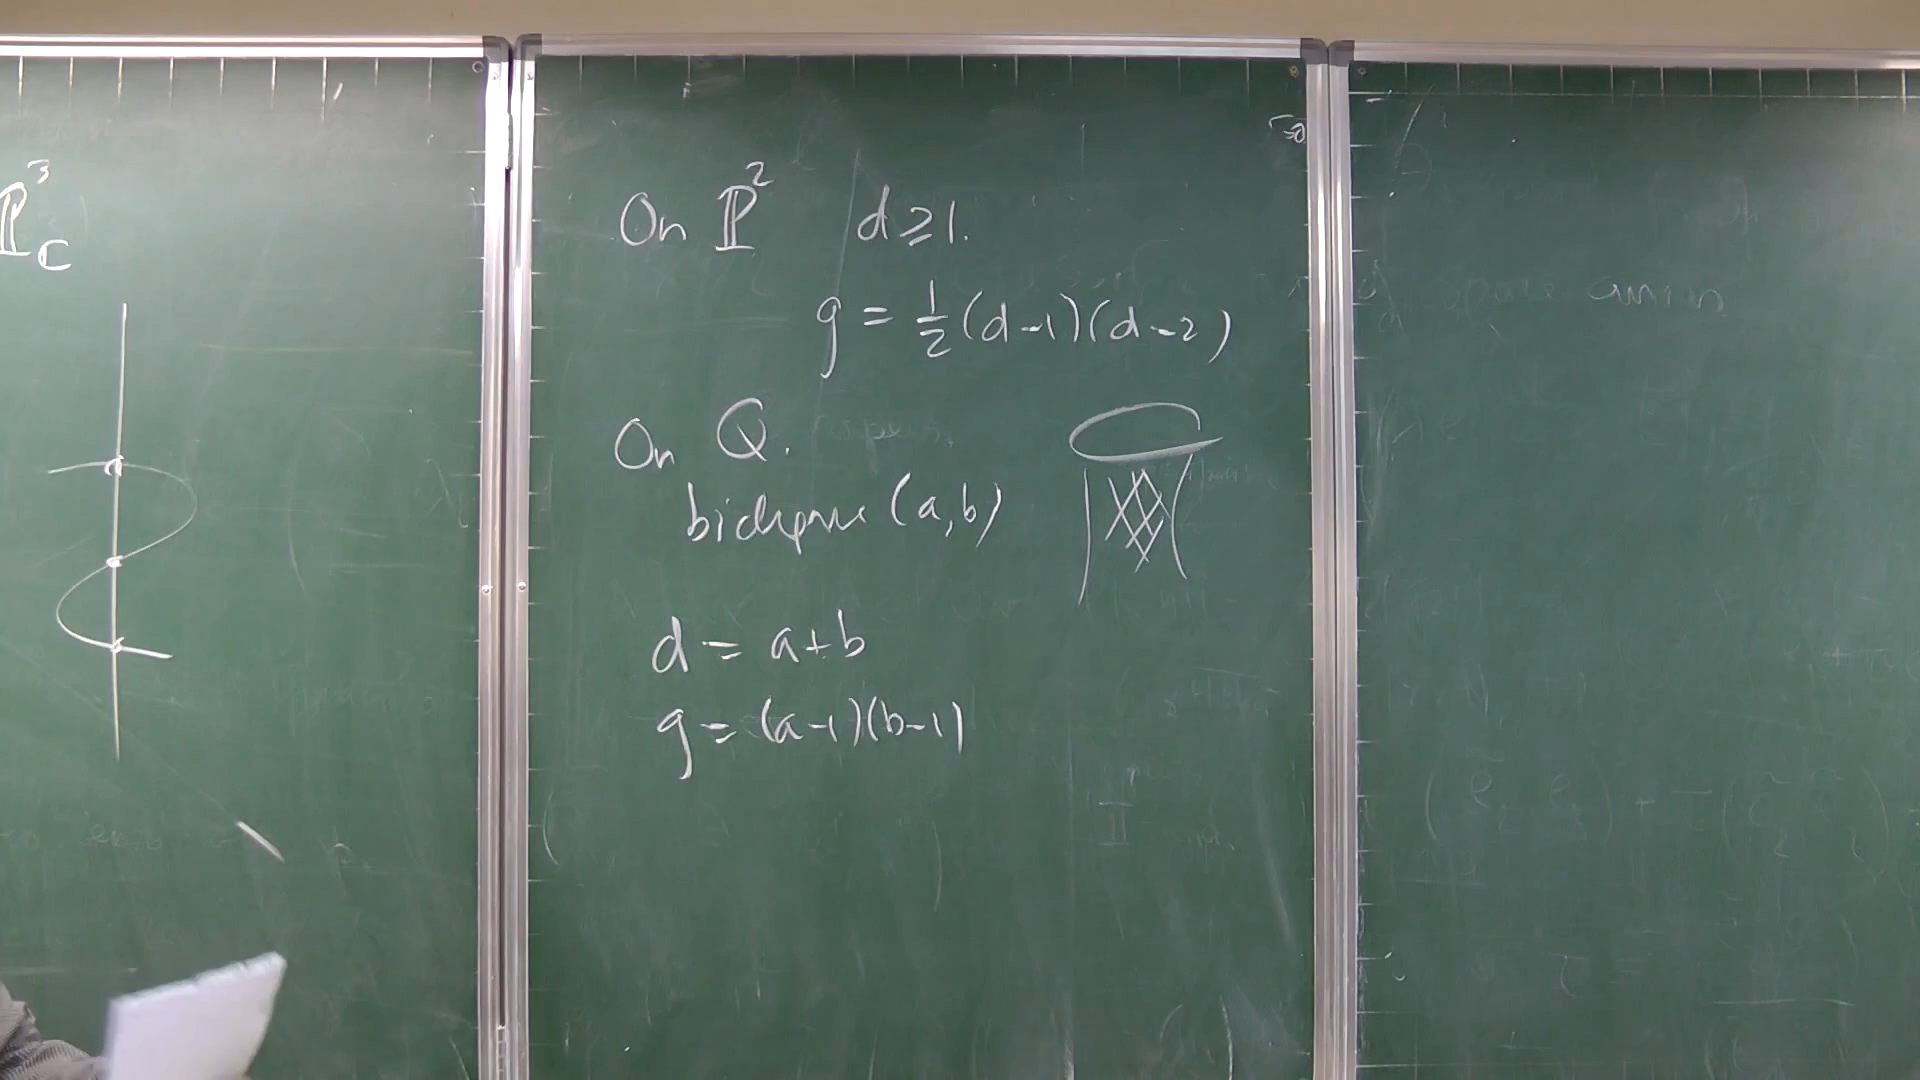 ℙ³_C
On ℙ² d ≥ 1.
g = ½(d-1)(d-2)
On Q.
bidegree (a,b)
d = a+b
g = (a-1)(b-1)